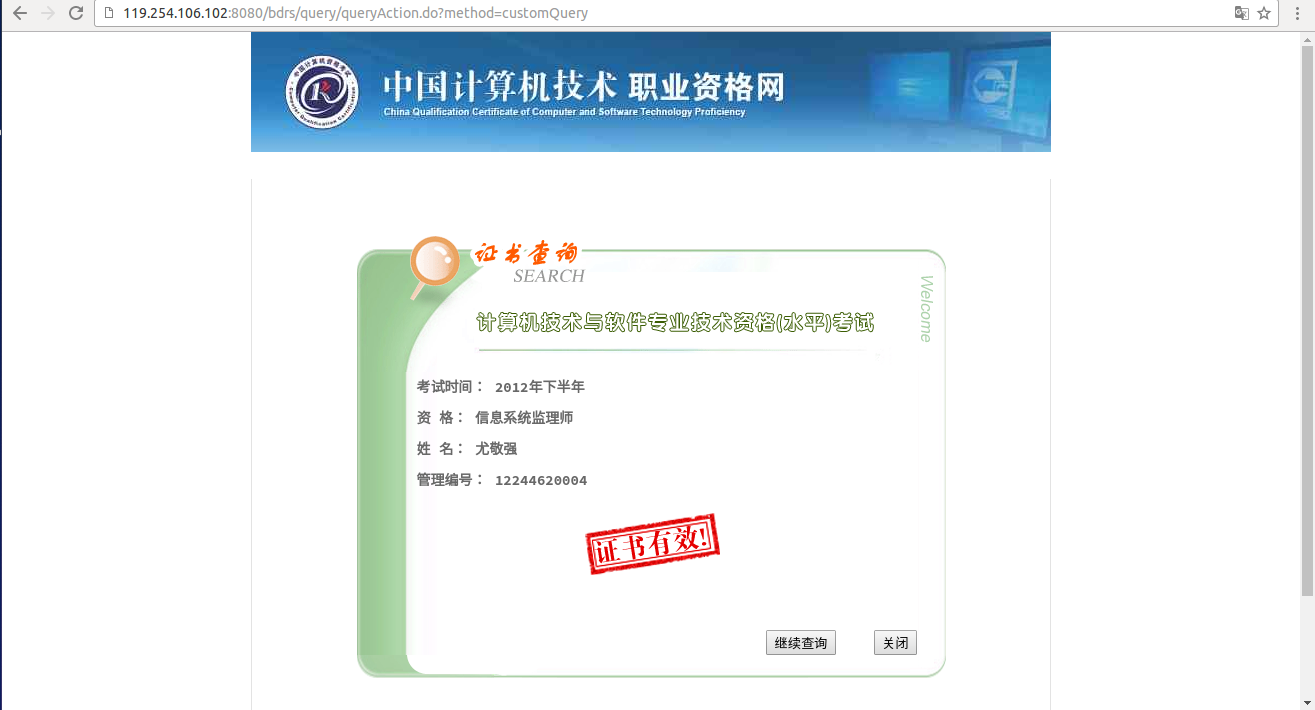 119.254.106.102:8080/bdrs/query/queryAction.do?method=customQuery
中国计算机技术 职业资格网
China Qualification Certificate of Computer and Software Technology Proficiency
证书查询
SEARCH
Welcome
计算机技术与软件专业技术资格(水平)考试
考试时间： 2012年下半年
资 格： 信息系统监理师
姓 名： 尤敬强
管理编号： 12244620004
证书有效!
继续查询 关闭